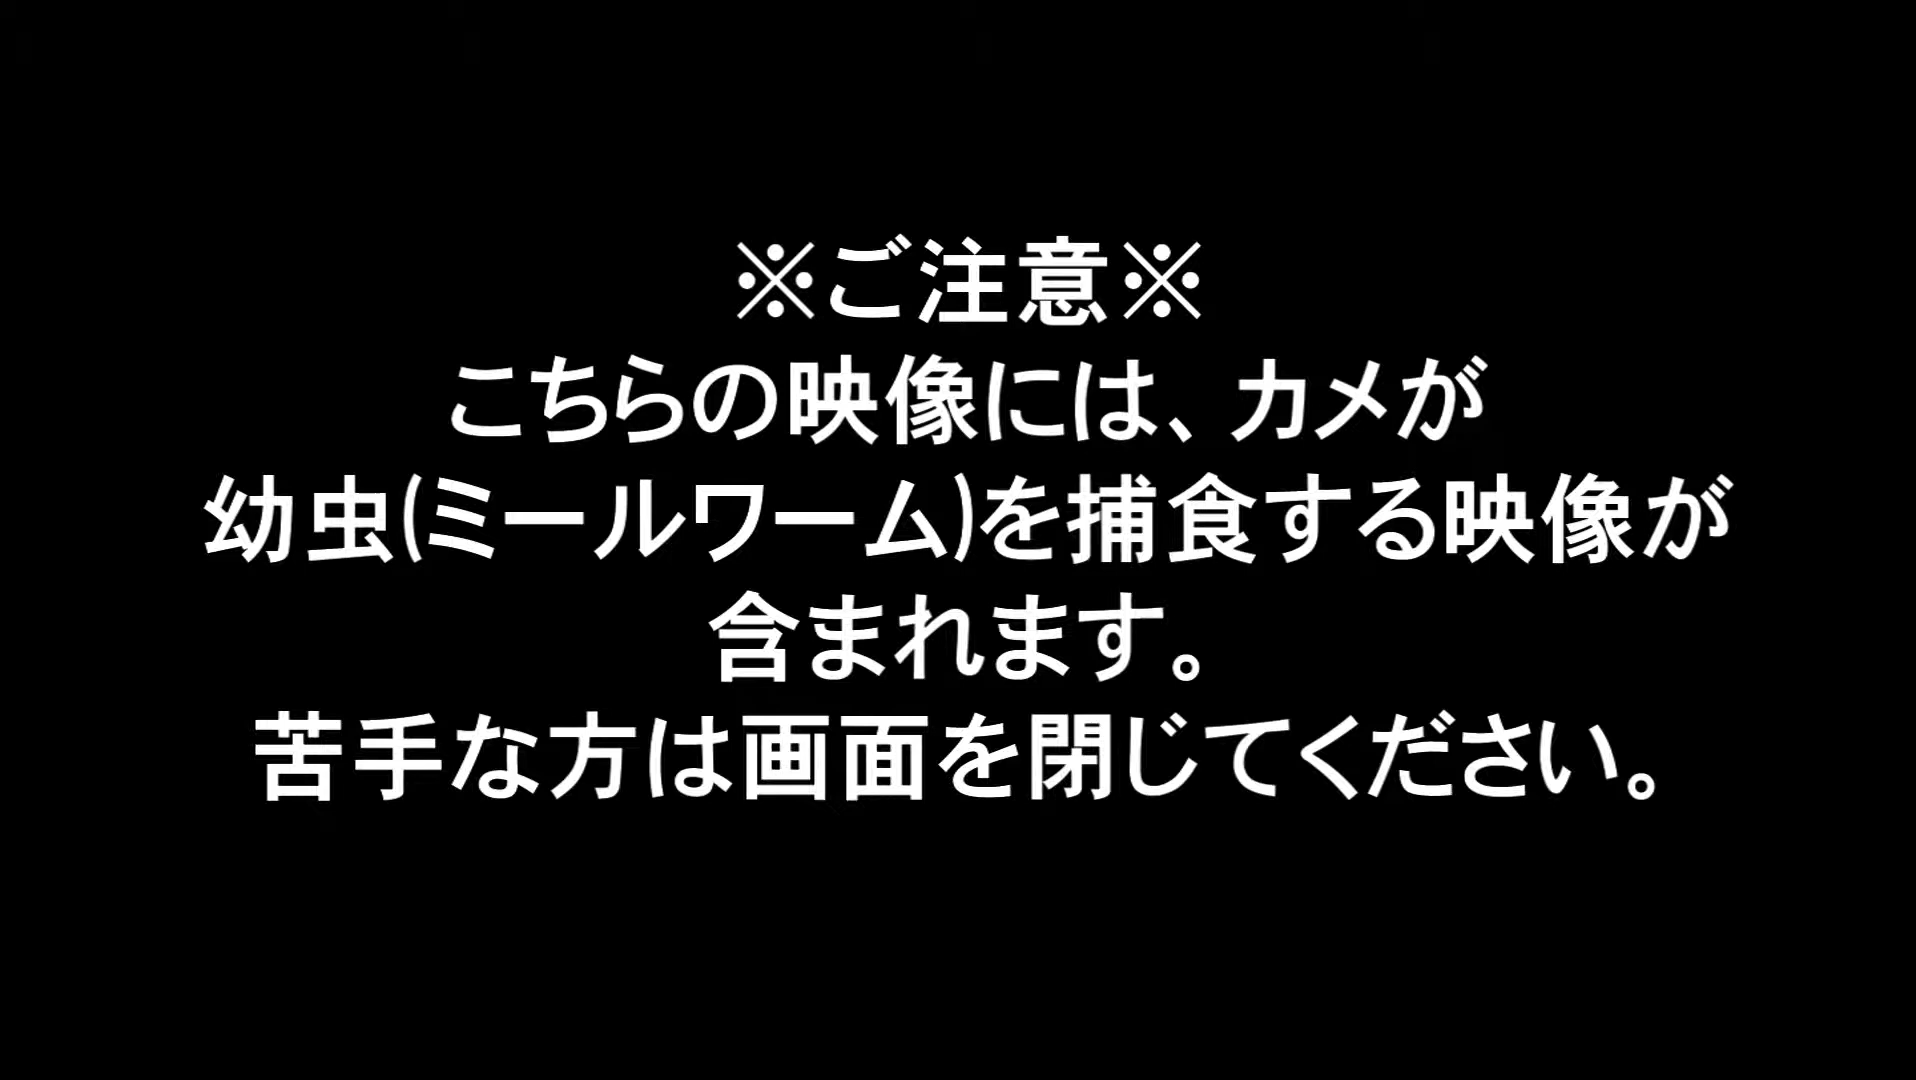 ※ご注意※
こちらの映像には、カメが
幼虫(ミールワーム)を捕食する映像が
含まれます。
苦手な方は画面を閉じてください。